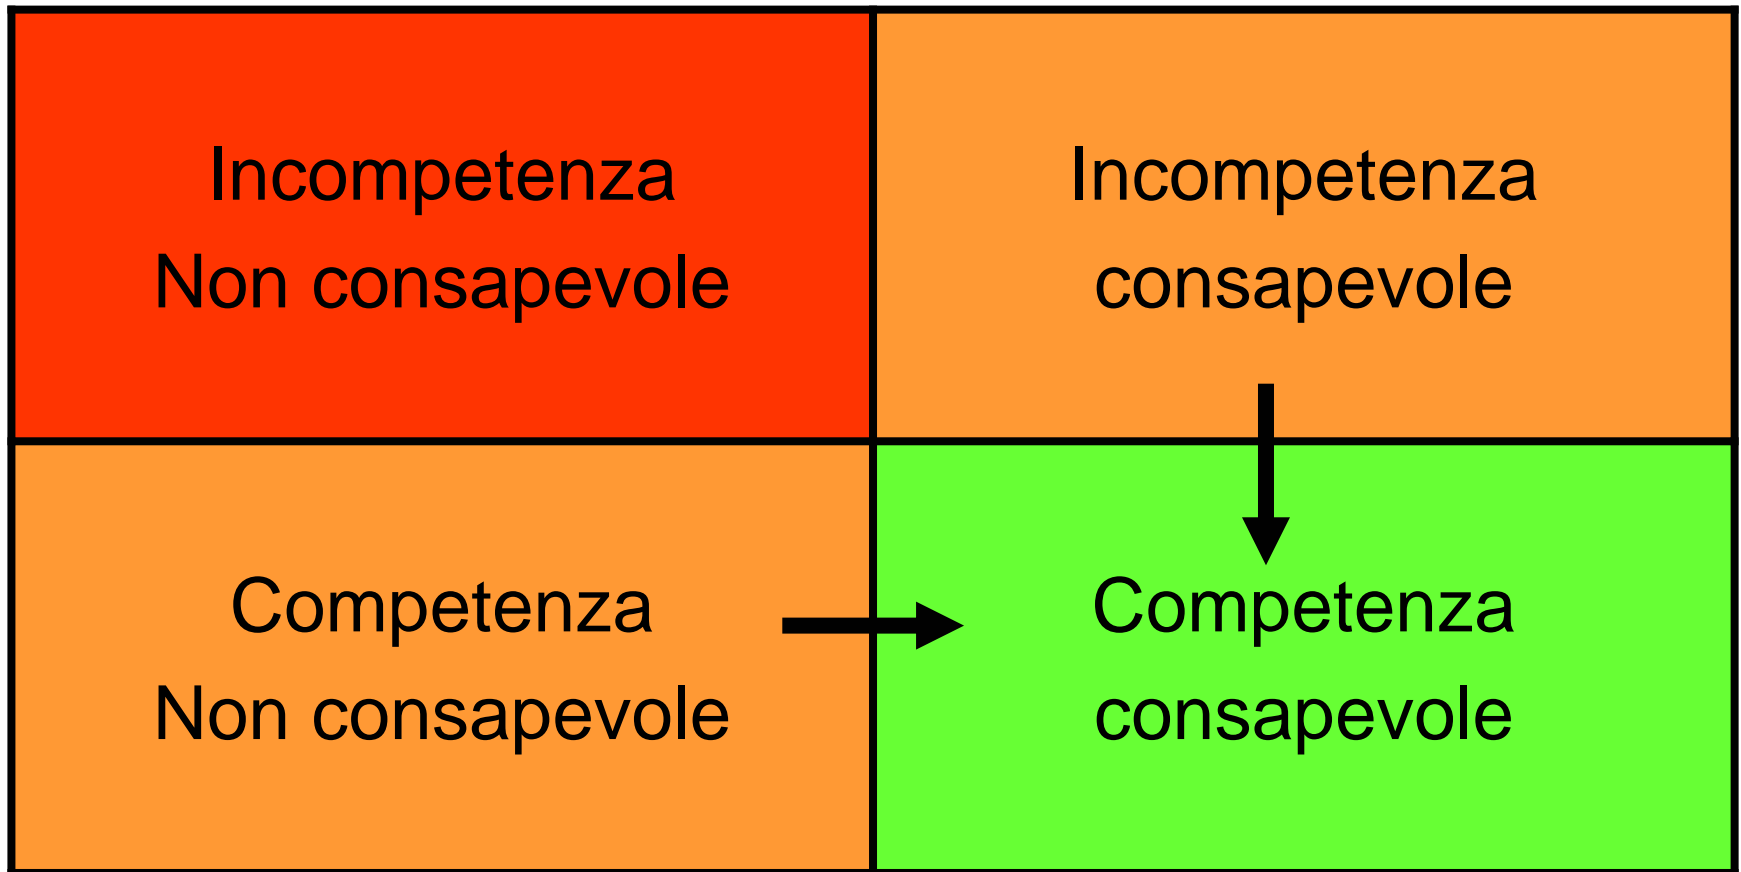 Incompetenza
Non consapevole
Incompetenza
consapevole
Competenza
Non consapevole
Competenza
consapevole